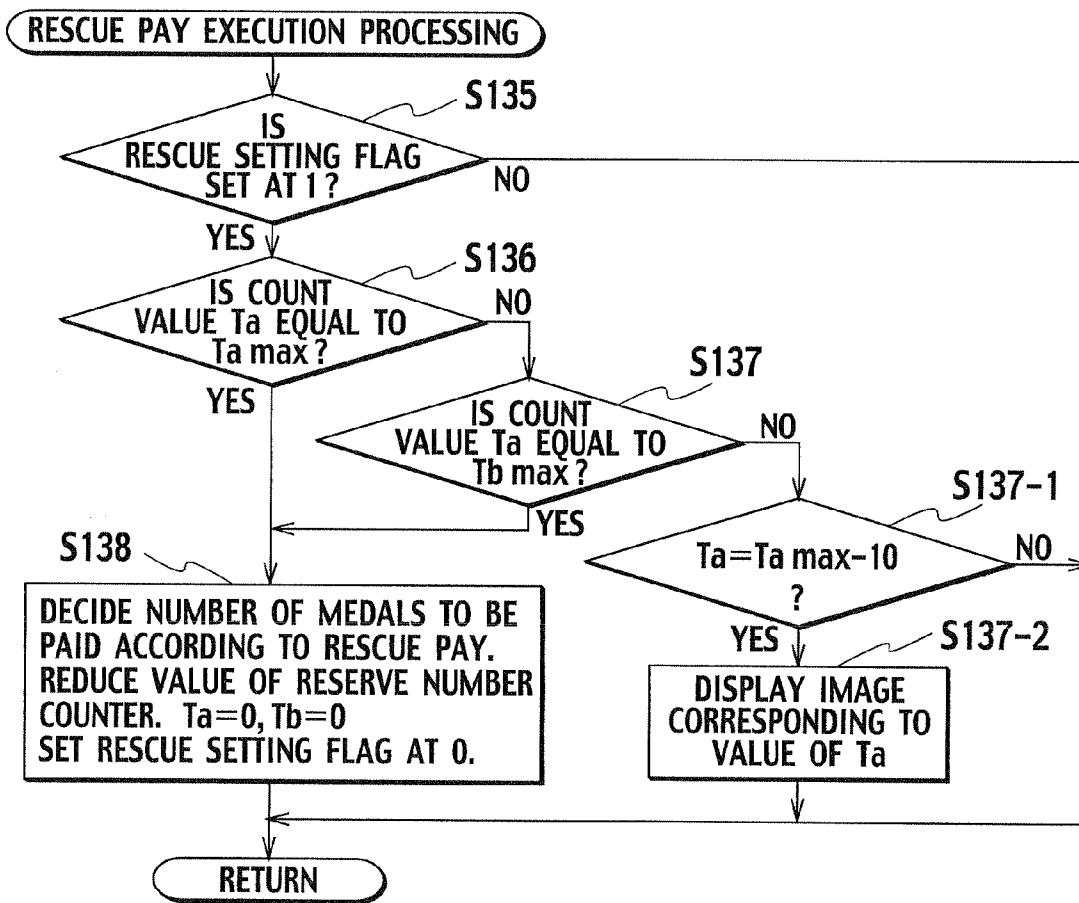 RESCUE PAY EXECUTION PROCESSING
S135
IS
RESCUE SETTING FLAG
SET AT 1?
NO
YES
S136
IS COUNT
VALUE Ta EQUAL TO
Ta max?
NO
YES
S137
IS COUNT
VALUE Ta EQUAL TO
Tb max?
NO
YES
S137-1
Ta=Ta max-10
?
NO
YES
S138
DECIDE NUMBER OF MEDALS TO BE
PAID ACCORDING TO RESCUE PAY.
REDUCE VALUE OF RESERVE NUMBER
COUNTER. Ta=0, Tb=0
SET RESCUE SETTING FLAG AT 0.
S137-2
DISPLAY IMAGE
CORRESPONDING TO
VALUE OF Ta
RETURN